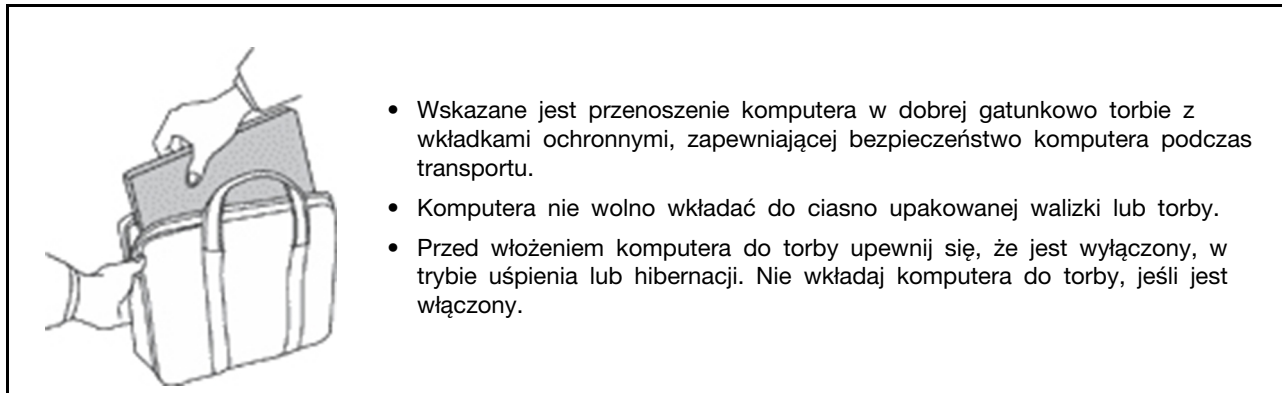 • Wskazane jest przenoszenie komputera w dobrej gatunkowo torbie z
wkładkami ochronnymi, zapewniającej bezpieczeństwo komputera podczas
transportu.
• Komputera nie wolno wkładać do ciasno upakowanej walizki lub torby.
• Przed włożeniem komputera do torby upewnij się, że jest wyłączony, w
trybie uśpienia lub hibernacji. Nie wkładaj komputera do torby, jeśli jest
włączony.